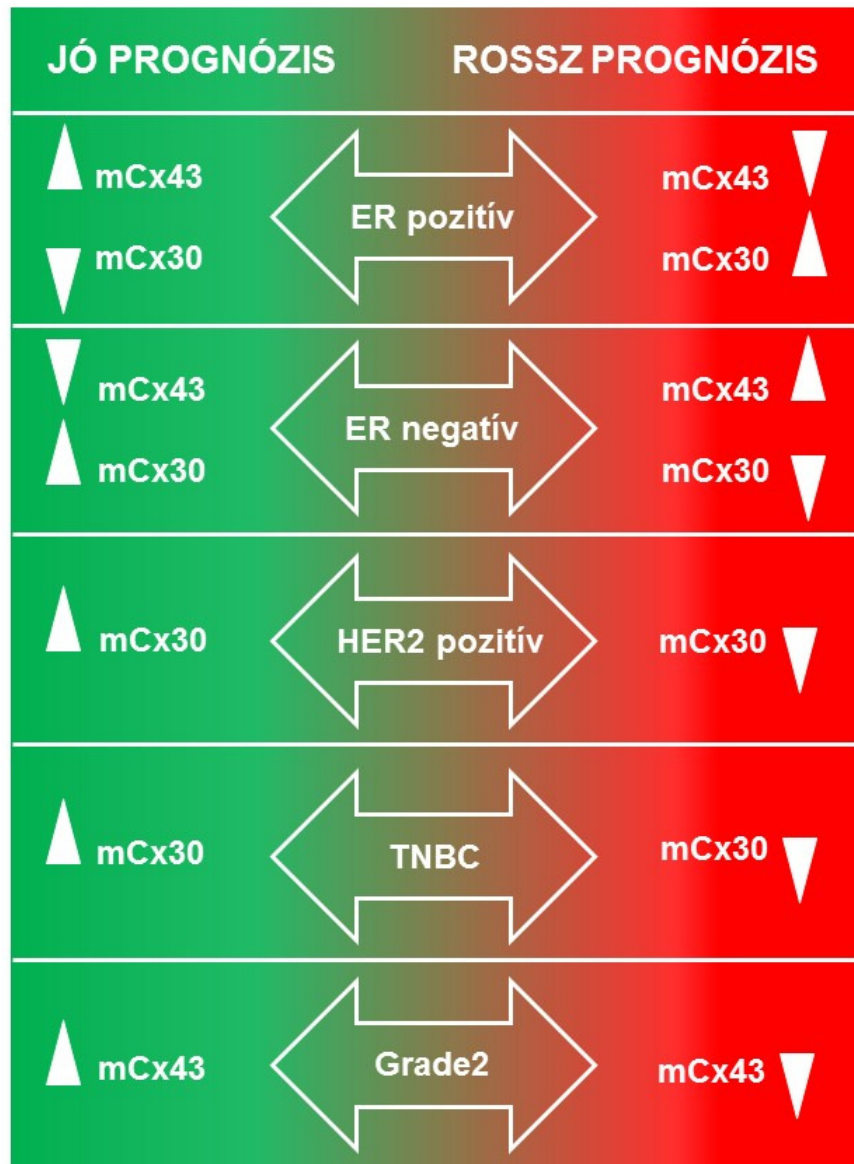 JÓ PROGNÓZIS ROSSZ PROGNÓZIS
mCx43 mCx43
ER pozitív
mCx30 mCx30
mCx43 mCx43
ER negatív
mCx30 mCx30
mCx30 HER2 pozitív mCx30
mCx30 TNBC mCx30
mCx43 Grade2 mCx43